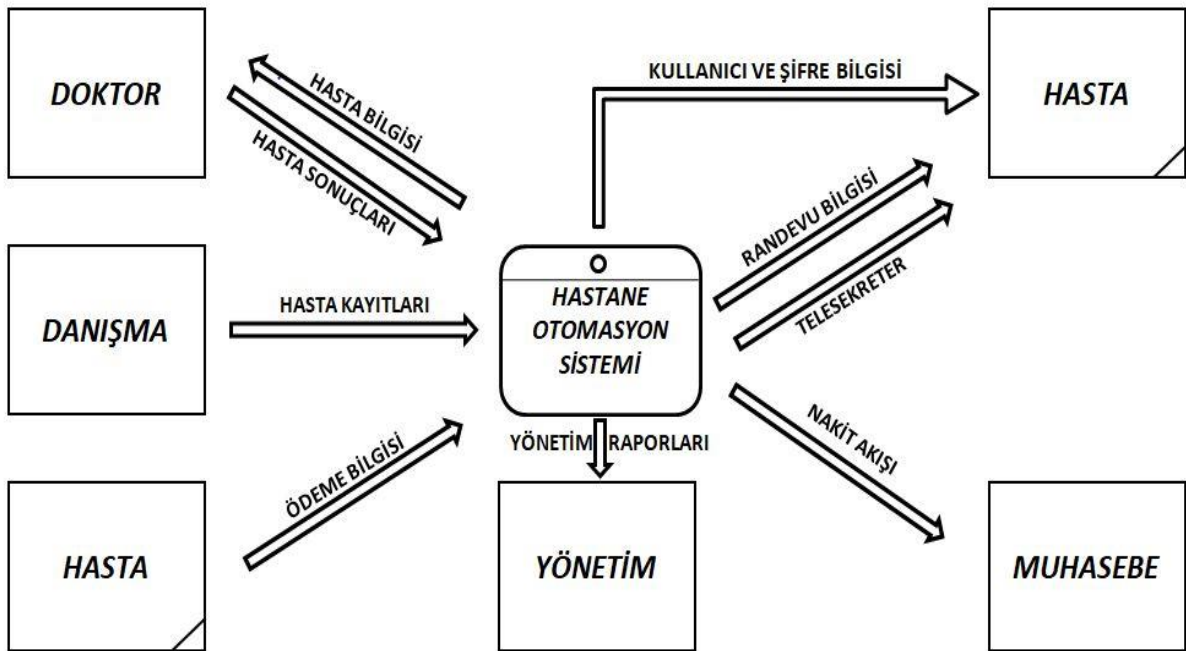 DOKTOR
HASTA BİLGİSİ
HASTA SONUÇLARI
KULLANICI VE ŞİFRE BİLGİSİ
HASTA
RANDEVU BİLGİSİ
TELESEKRETER
DANIŞMA
HASTA KAYITLARI
HASTANE
OTOMASYON
SİSTEMİ
YÖNETİM RAPORLARI
NAKİT AKIŞI
ÖDEME BİLGİSİ
HASTA
YÖNETİM
MUHASEBE